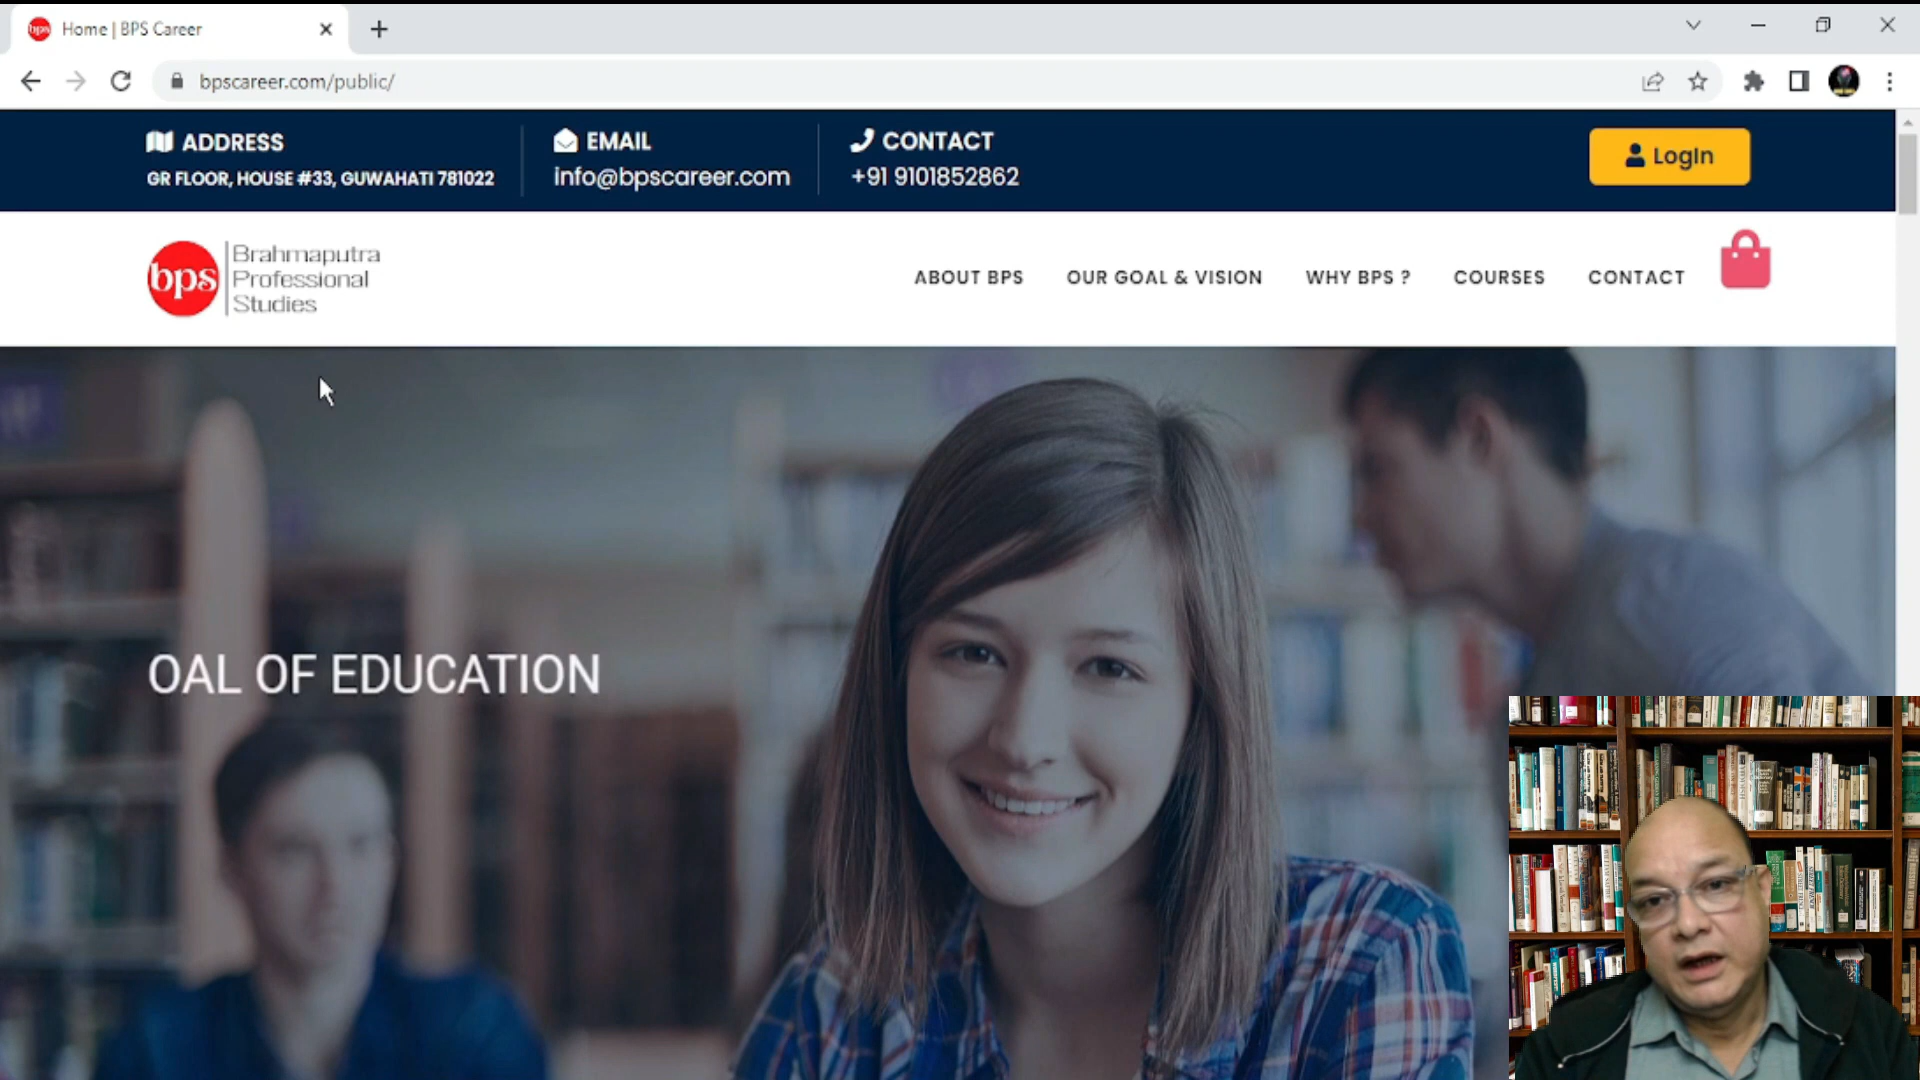 Home | BPS Career
bpscareer.com/public/
ADDRESS
GR FLOOR, HOUSE #33, GUWAHATI 781022
EMAIL
info@bpscareer.com
CONTACT
+91 9101852862
LogIn
bps
Brahmaputra
Professional
Studies
ABOUT BPS
OUR GOAL & VISION
WHY BPS ?
COURSES
CONTACT
OAL OF EDUCATION